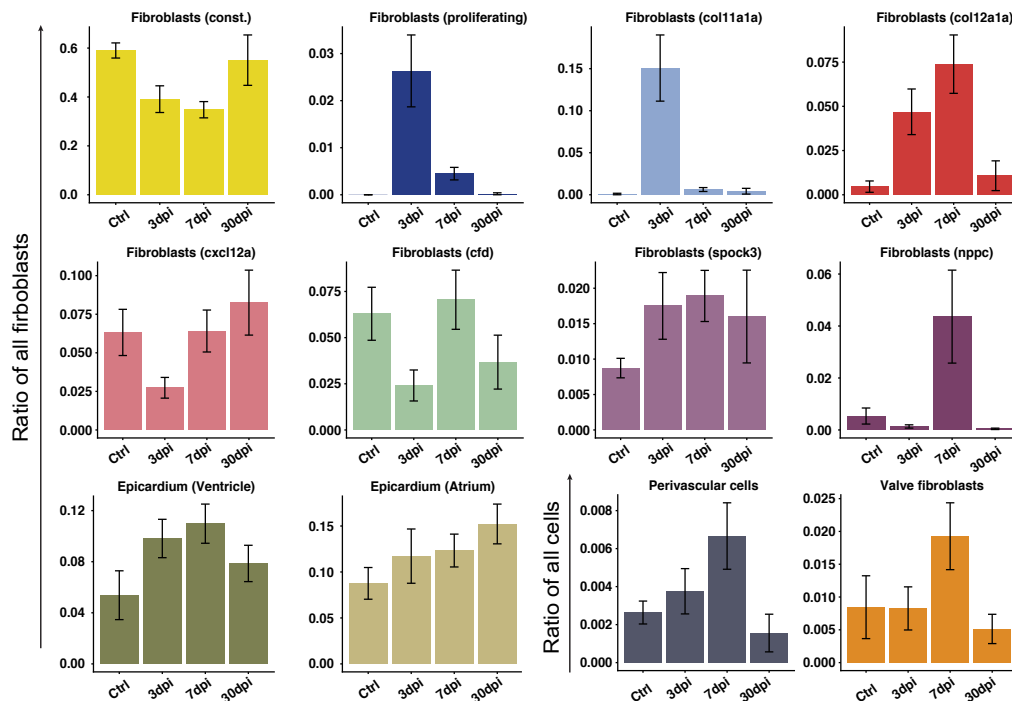 Fibroblasts (const.)
0.6
0.4
0.2
0.0
Ctrl
3dpi
7dpi
30dpi
Fibroblasts (proliferating)
0.03
0.02
0.01
0.00
Ctrl
3dpi
7dpi
30dpi
Fibroblasts (col11a1a)
0.15
0.10
0.15
0.00
Ctrl
3dpi
7dpi
30dpi
Fibroblasts (col12a1a)
0.075
0.050
0.025
0.000
Ctrl
3dpi
7dpi
30dpi
Ratio of all firboblasts
Fibroblasts (cxcl12a)
0.100
0.075
0.050
0.025
0.000
Ctrl
3dpi
7dpi
30dpi
Fibroblasts (cfd)
0.075
0.050
0.025
0.000
Ctrl
3dpi
7dpi
30dpi
Fibroblasts (spock3)
0.020
0.015
0.010
0.005
0.000
Ctrl
3dpi
7dpi
30dpi
Fibroblasts (nppc)
0.06
0.04
0.02
0.00
Ctrl
3dpi
7dpi
30dpi
Epicardium (Ventricle)
0.12
0.08
0.04
0.00
Ctrl
3dpi
7dpi
30dpi
Epicardium (Atrium)
0.15
0.10
0.05
0.00
Ctrl
3dpi
7dpi
30dpi
Ratio of all cells
Perivascular cells
0.008
0.006
0.004
0.002
0.000
Ctrl
3dpi
7dpi
30dpi
Valve fibroblasts
0.025
0.020
0.015
0.010
0.005
0.000
Ctrl
3dpi
7dpi
30dpi